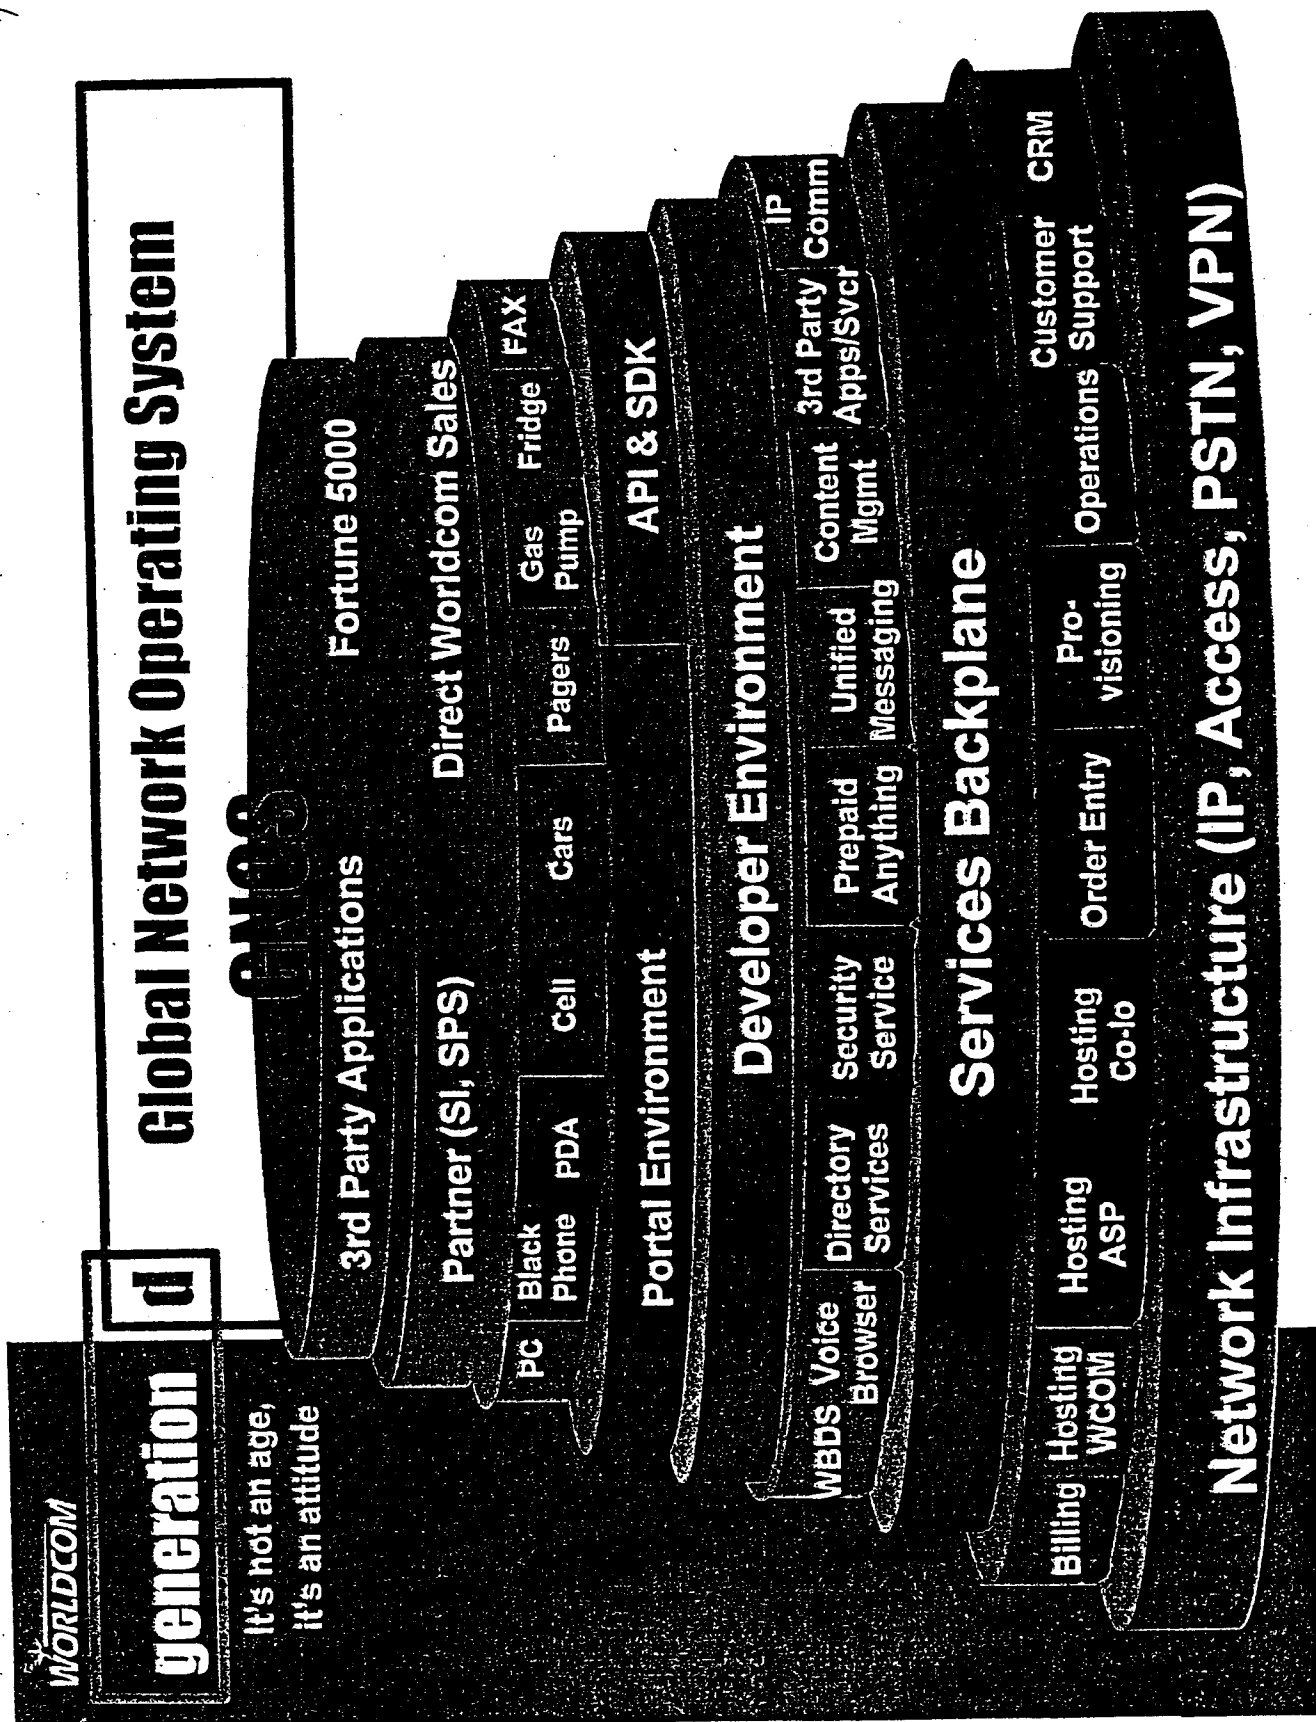 WORLDCOM
generation d
It's not an age,
it's an attitude
Global Network Operating System
GNOS
3rd Party Applications
Fortune 5000
Partner (SI, SPS)
Direct Worldcom Sales
PC
Black
Phone
PDA
Cell
Cars
Pagers
Gas
Pump
Fridge
FAX
Portal Environment
API & SDK
Developer Environment
WBDS
Voice
Browser
Directory
Services
Security
Service
Prepaid
Anything
Unified
Messaging
Content
Mgmt
3rd Party
Apps/Svcr
IP
Comm
Services Backplane
Billing
Hosting
WCOM
Hosting
ASP
Hosting
Co-lo
Order Entry
Pro-
visioning
Operations
Customer
Support
CRM
Network Infrastructure (IP, Access, PSTN, VPN)